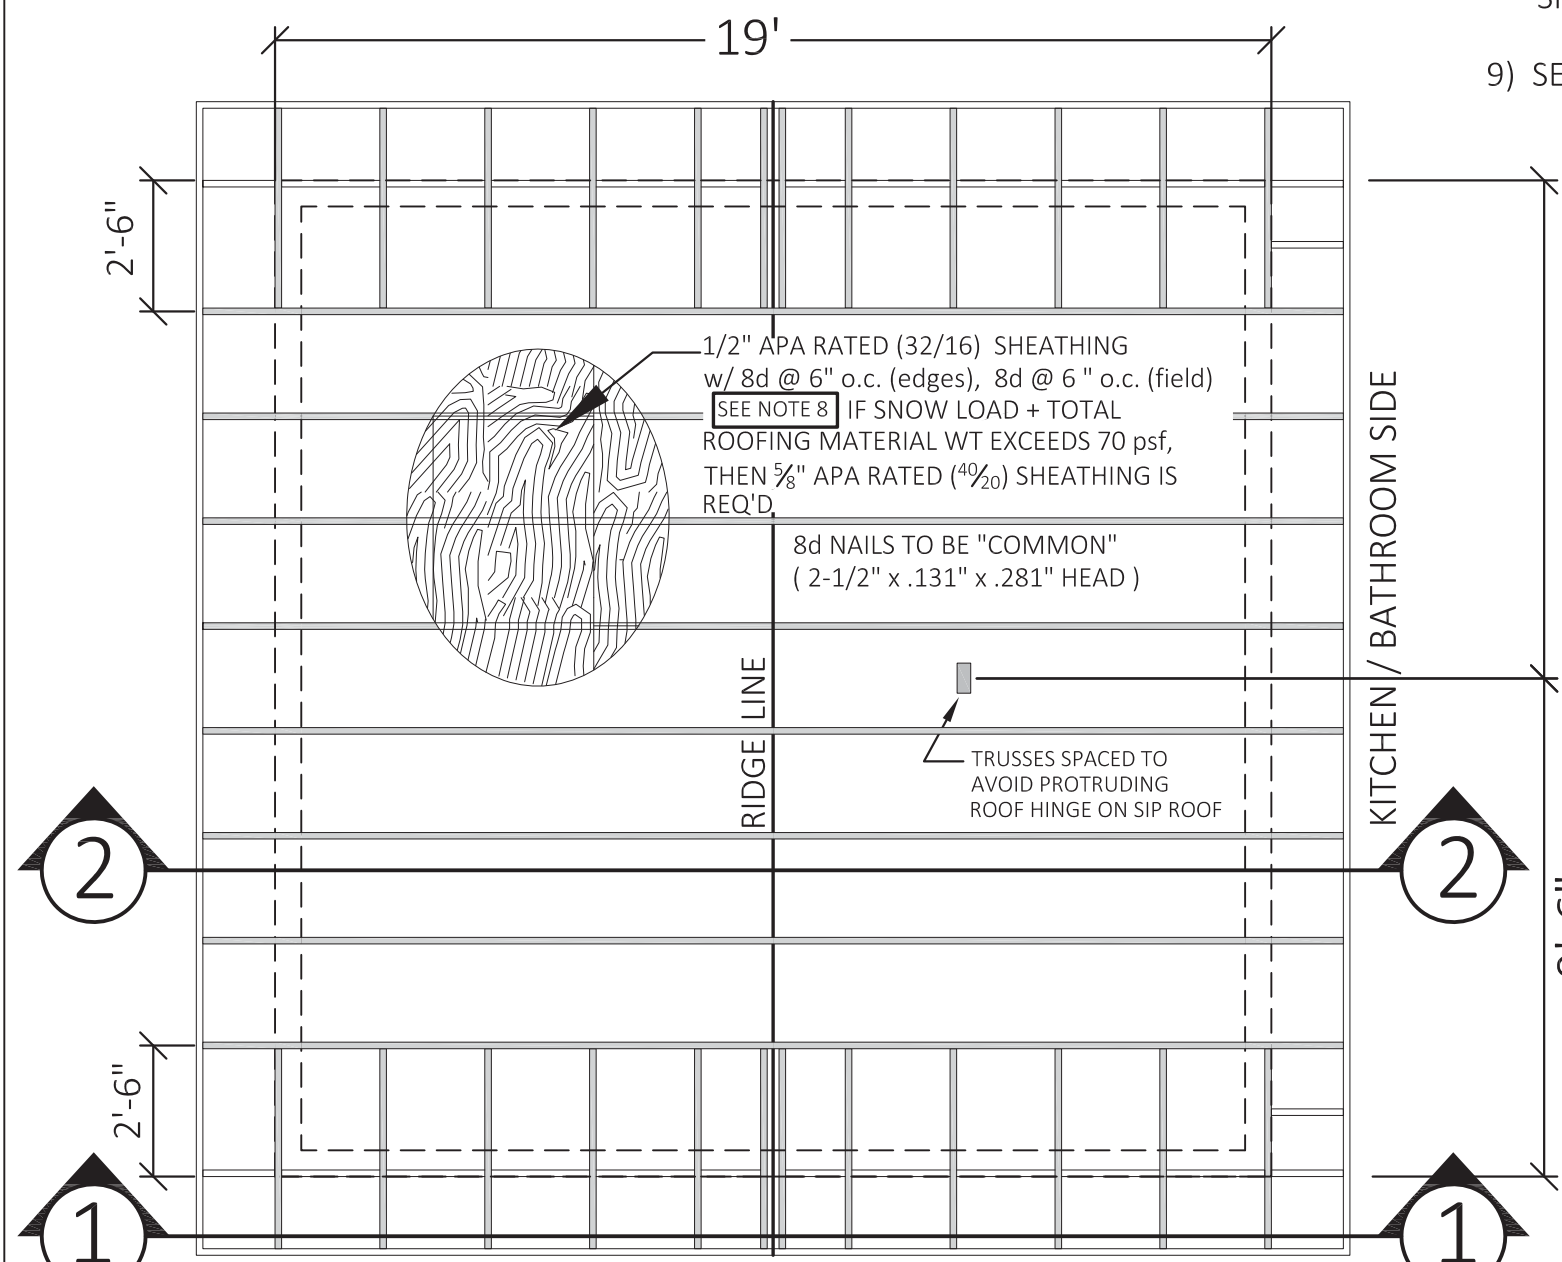 19'
9) SE
2'-6"
1/2" APA RATED (32/16) SHEATHING
w/ 8d @ 6" o.c. (edges), 8d @ 6 " o.c. (field)
SEE NOTE 8 IF SNOW LOAD + TOTAL
ROOFING MATERIAL WT EXCEEDS 70 psf,
THEN ⅝" APA RATED (40/20) SHEATHING IS
REQ'D
8d NAILS TO BE "COMMON"
( 2-1/2" x .131" x .281" HEAD )
KITCHEN / BATHROOM SIDE
RIDGE LINE
TRUSSES SPACED TO
AVOID PROTRUDING
ROOF HINGE ON SIP ROOF
2
2
2'-6"
1
1